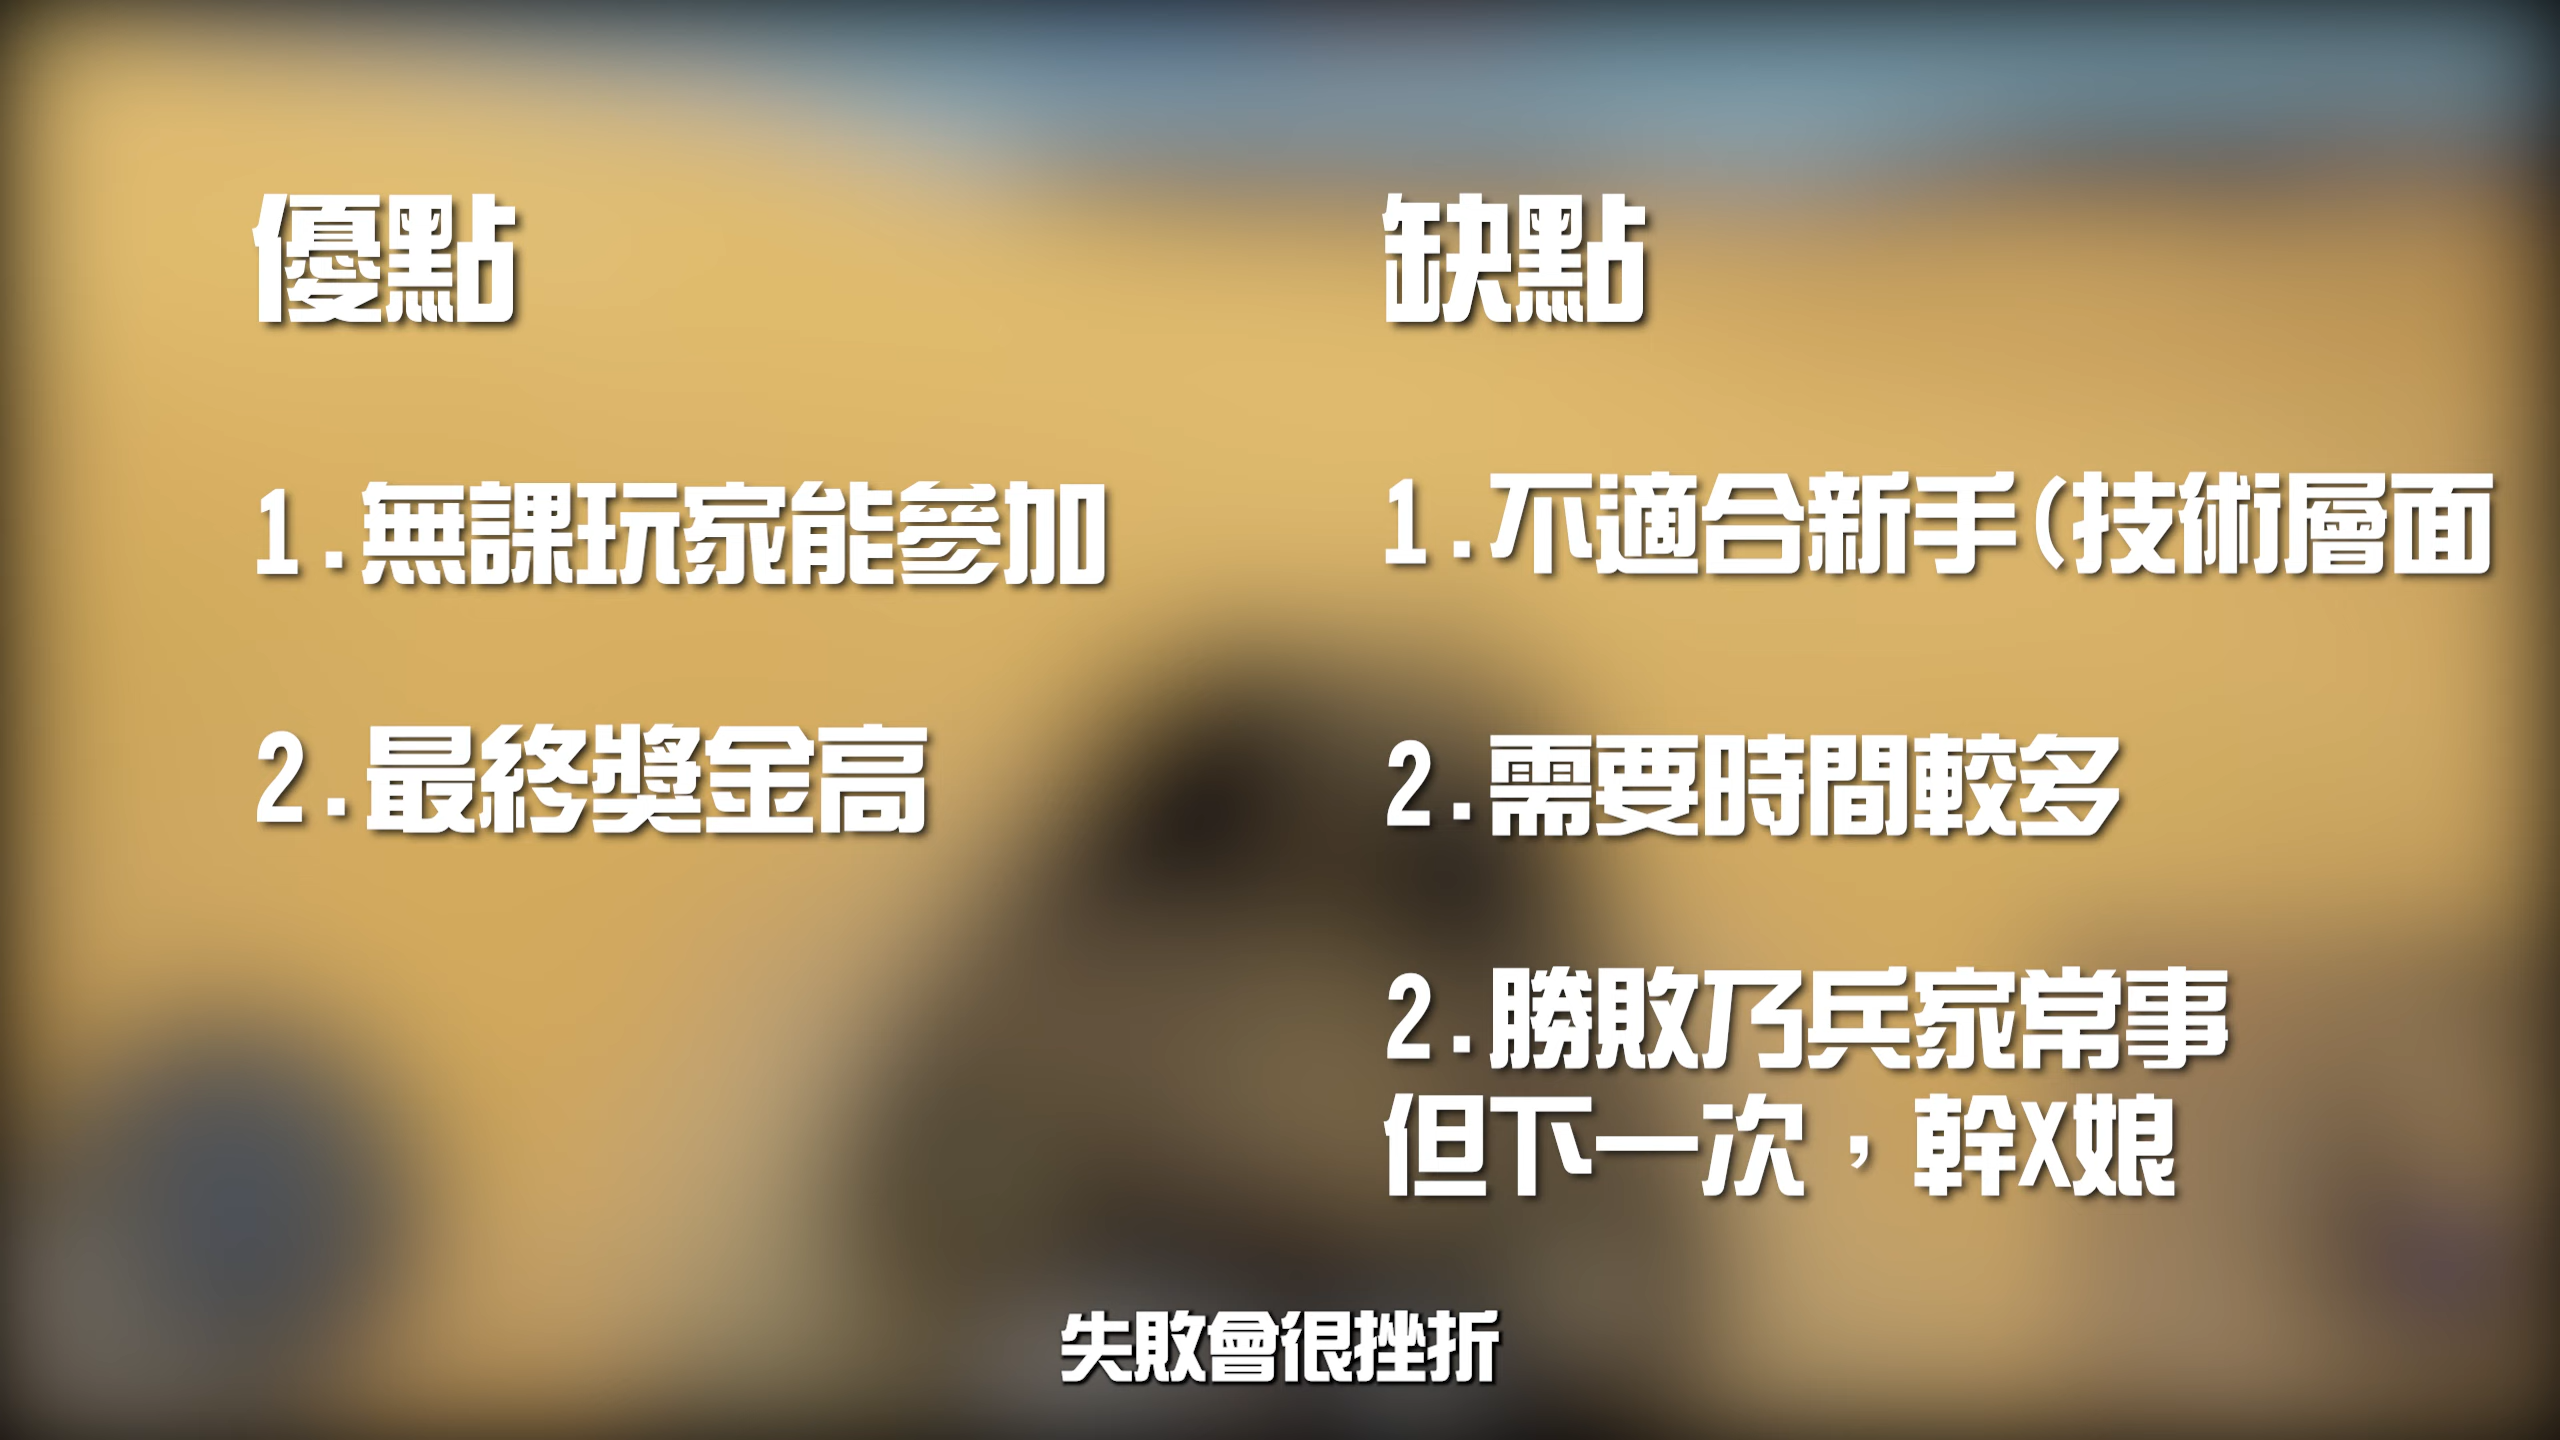 優點
1.無課玩家能參加
2.最終獎金高
缺點
1.不適合新手(技術層面
2.需要時間較多
2.勝敗乃兵家常事
但下一次，幹X娘
失敗會很挫折